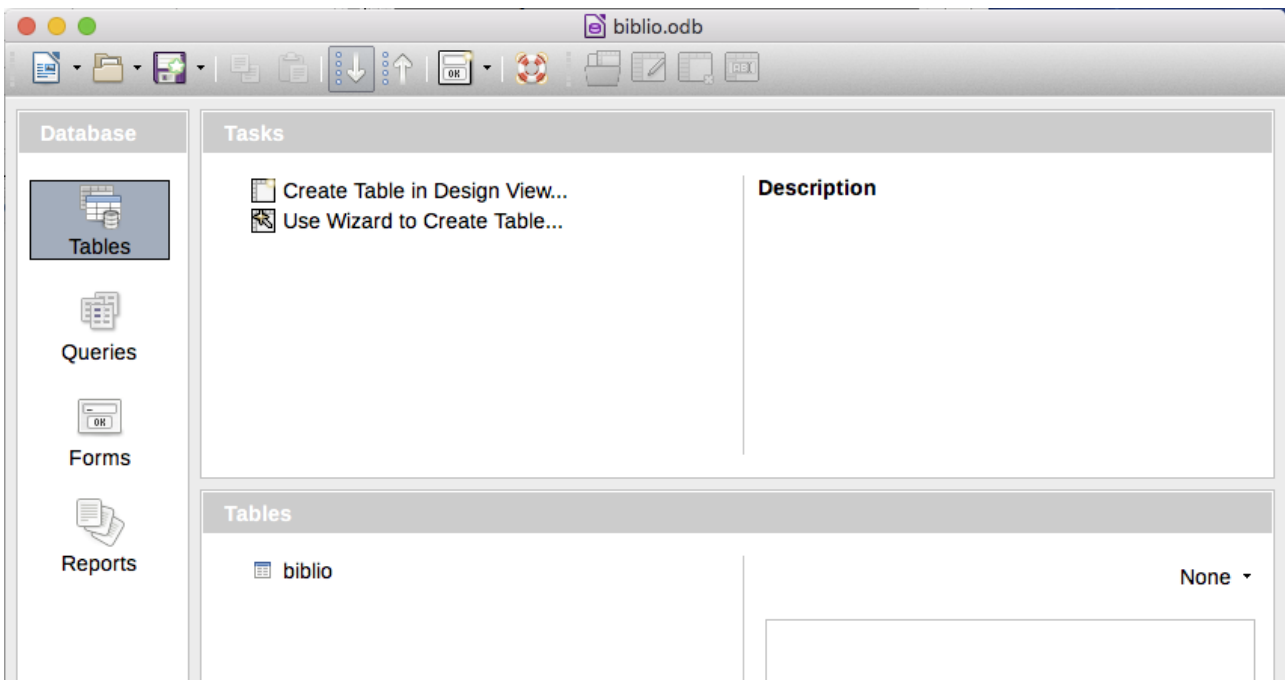 biblio.odb
Database
Tasks
Tables
Queries
Forms
Reports
Create Table in Design View...
Use Wizard to Create Table...
Description
Tables
biblio
None